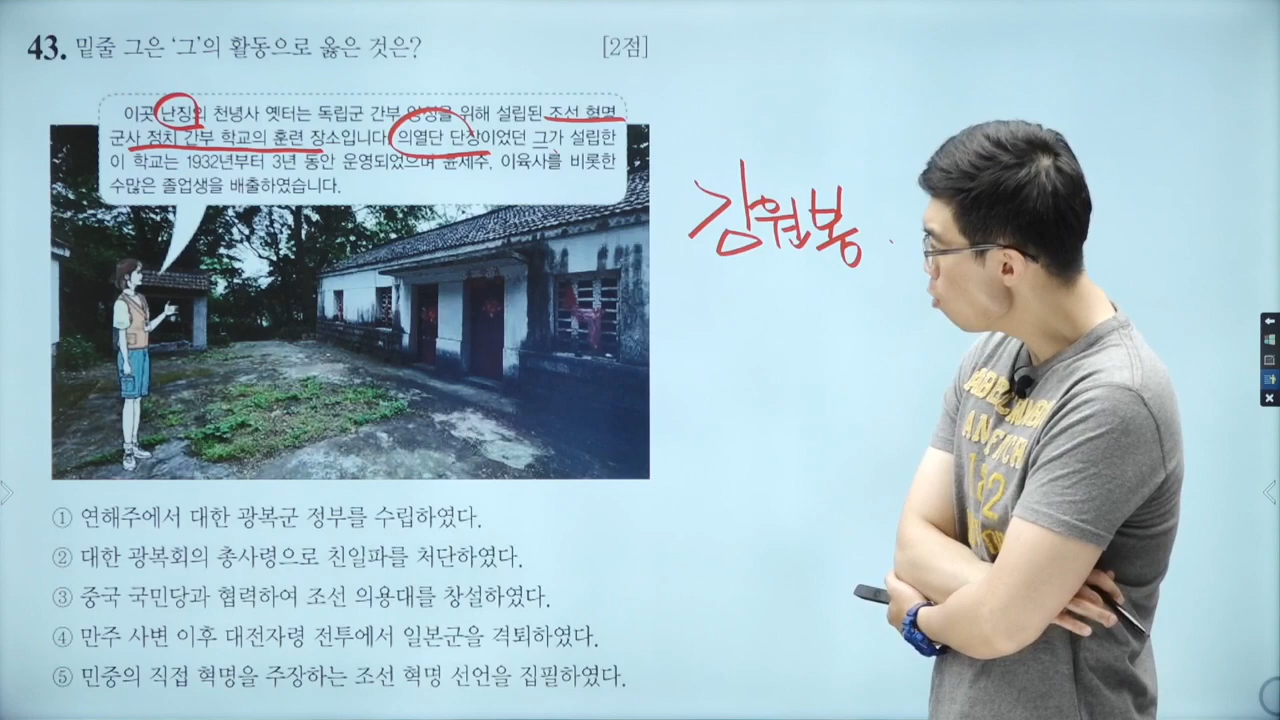 43. 밑줄 그은 ‘그’의 활동으로 옳은 것은? [2점]
이곳 난징의 천녕사 옛터는 독립군 간부 양성을 위해 설립된 조선 혁명
군사 정치 간부 학교의 훈련 장소입니다. 의열단 단장이었던 그가 설립한
이 학교는 1932년부터 3년 동안 운영되었으며 윤세주, 이육사를 비롯한
수많은 졸업생을 배출하였습니다.
강원봉
① 연해주에서 대한 광복군 정부를 수립하였다.
② 대한 광복회의 총사령으로 친일파를 처단하였다.
③ 중국 국민당과 협력하여 조선 의용대를 창설하였다.
④ 만주 사변 이후 대전자령 전투에서 일본군을 격퇴하였다.
⑤ 민중의 직접 혁명을 주장하는 조선 혁명 선언을 집필하였다.